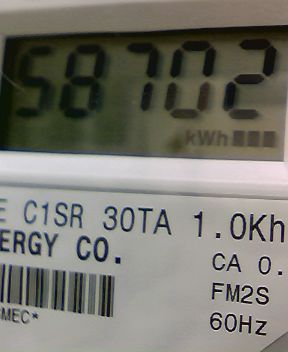 58702
kWh
E C1SR 30TA 1.0Kh
ERGY CO.
CA 0.
FM2S
MEC*
60Hz